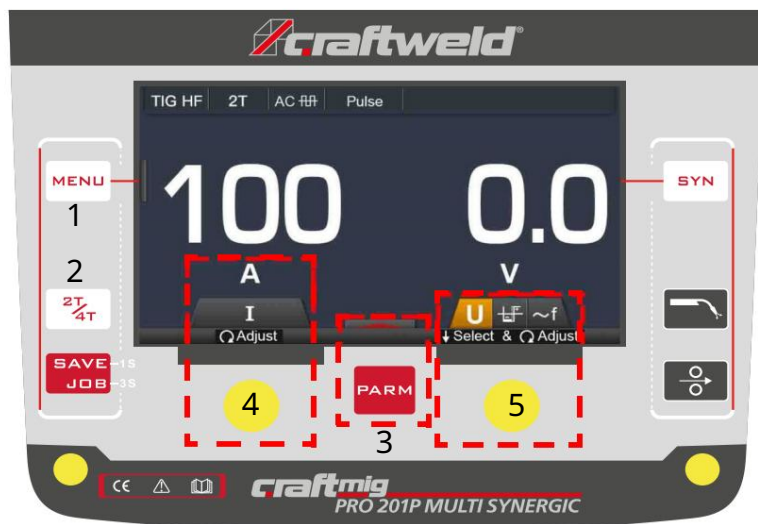 craftweld®
TIG HF 2T AC Pulse
MENU
SYN
1
100
0.0
A
V
2
2T/4T
I
U ~f
Adjust
↓ Select & Adjust
SAVE -1S
JOB -3S
4
PARM
5
3
CE
craftmig
PRO 201P MULTI SYNERGIC